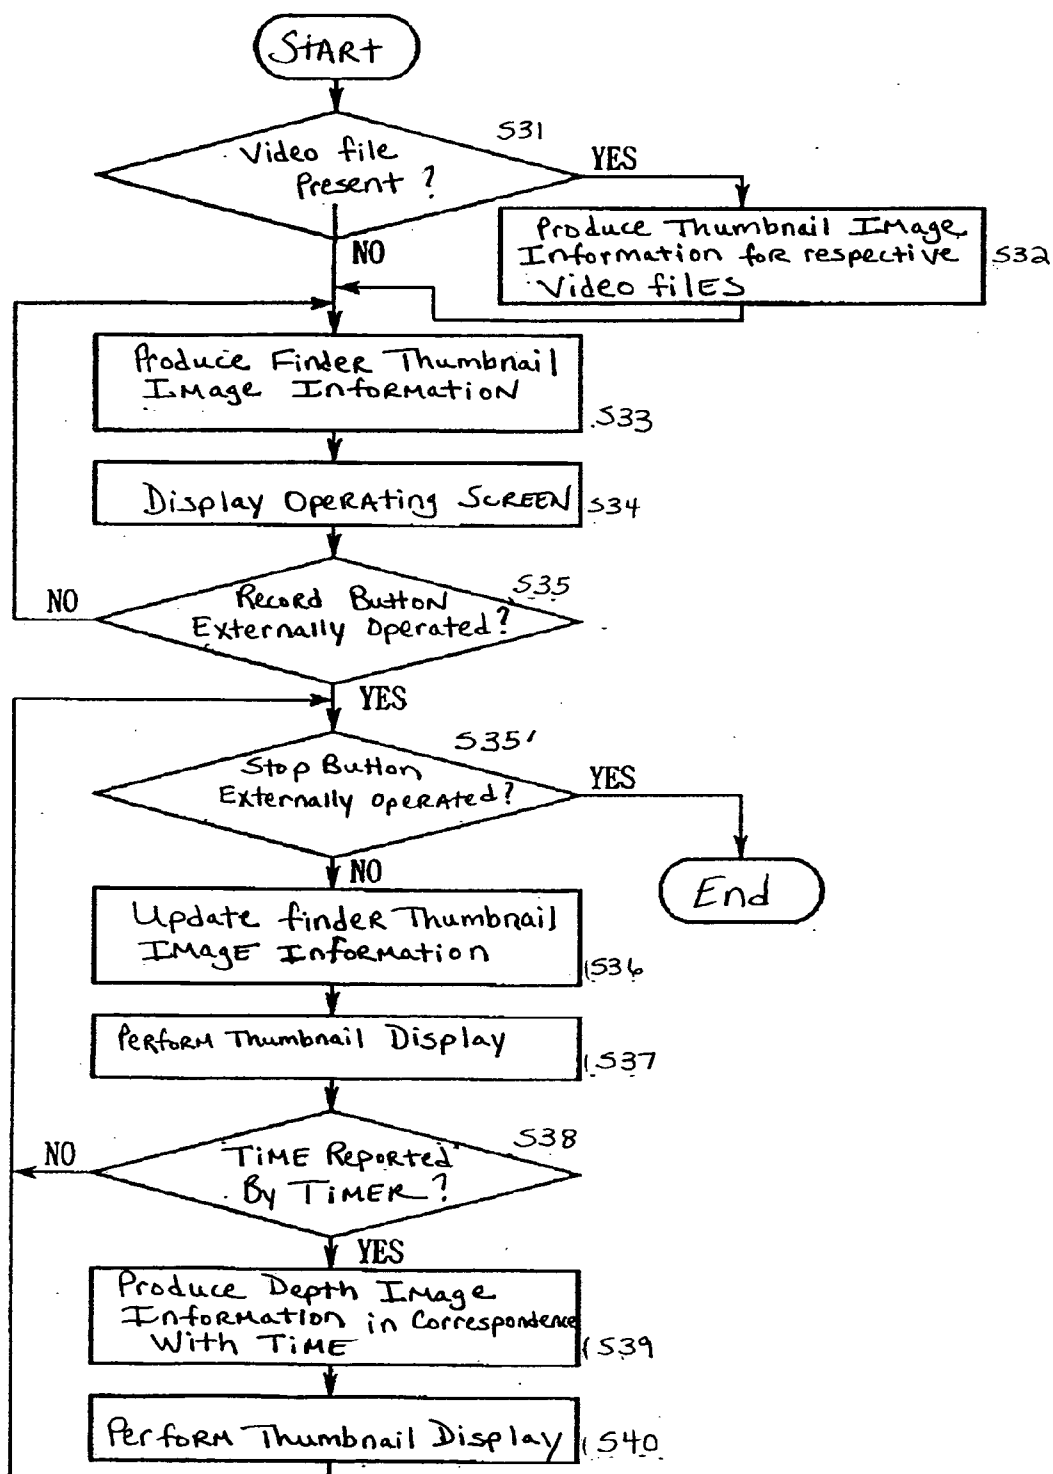 START
S31
Video file
Present ?
YES
NO
Produce Thumbnail Image
Information for respective
Video files
S32
Produce Finder Thumbnail
Image Information
S33
Display Operating Screen
S34
S35
Record Button
Externally Operated?
NO
YES
S35'
Stop Button
Externally Operated?
YES
NO
End
Update finder Thumbnail
Image Information
S36
Perform Thumbnail Display
S37
S38
Time Reported
By Timer?
NO
YES
Produce Depth Image
Information in Correspondence
With Time
S39
Perform Thumbnail Display
S40